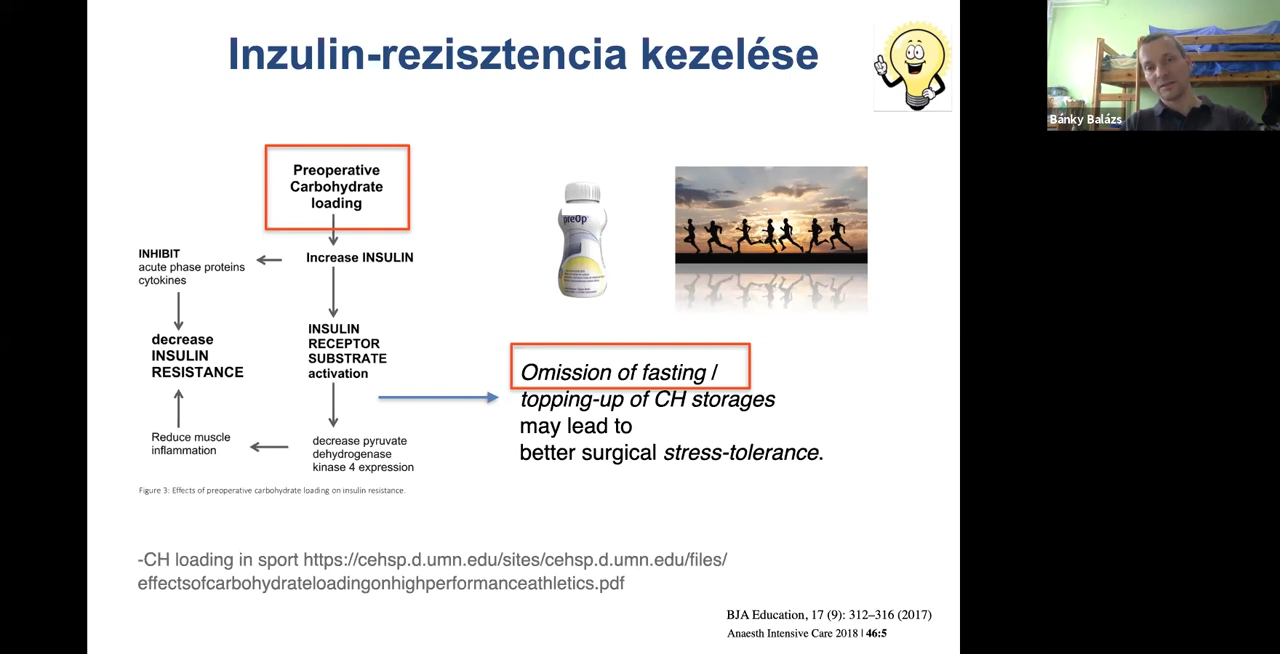 Inzulin-rezisztencia kezelése
Bánky Balázs
Preoperative
Carbohydrate
loading
INHIBIT
acute phase proteins
cytokines
Increase INSULIN
preOp
INSULIN
RECEPTOR
SUBSTRATE
activation
decrease
INSULIN
RESISTANCE
Omission of fasting /
topping-up of CH storages
may lead to
better surgical stress-tolerance.
Reduce muscle
inflammation
decrease pyruvate
dehydrogenase
kinase 4 expression
Figure 3: Effects of preoperative carbohydrate loading on insulin resistance.
-CH loading in sport https://cehsp.d.umn.edu/sites/cehsp.d.umn.edu/files/
effectsofcarbohydrateloadingonhighperformanceathletics.pdf
BJA Education, 17 (9): 312–316 (2017)
Anaesth Intensive Care 2018 | 46:5